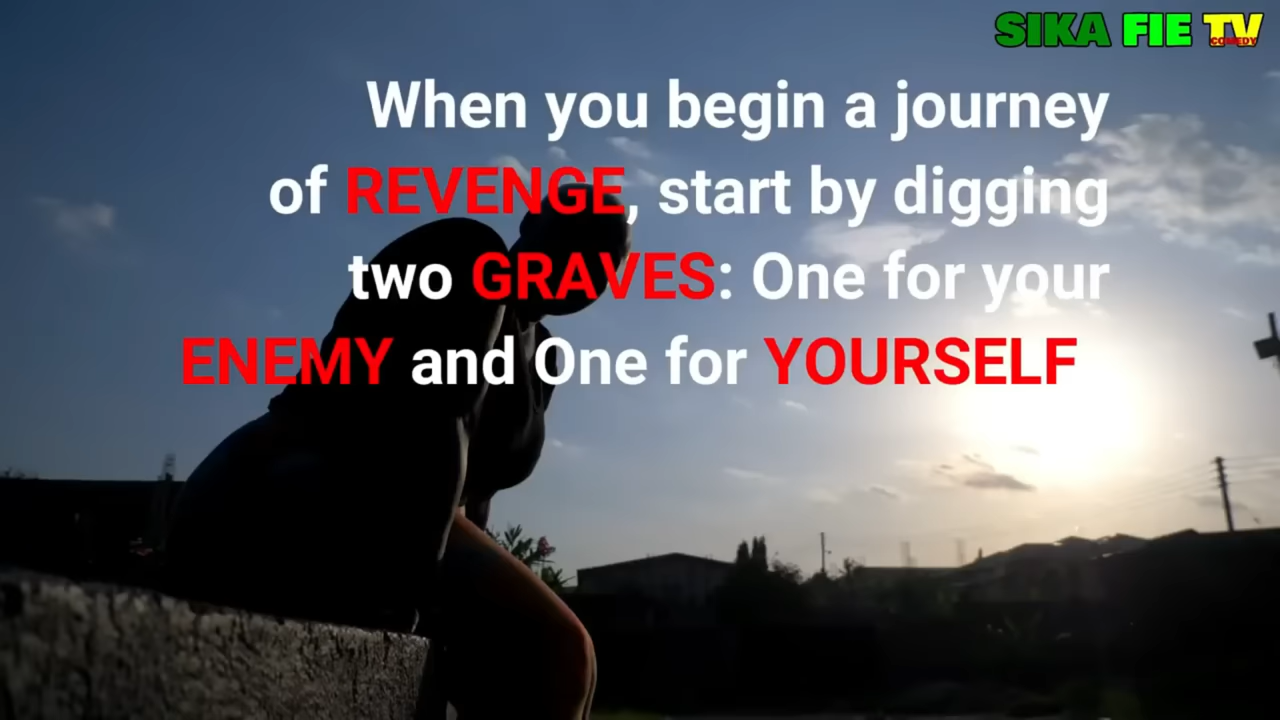 SIKA FIE TV
COMEDY
When you begin a journey
of REVENGE, start by digging
two GRAVES: One for your
ENEMY and One for YOURSELF